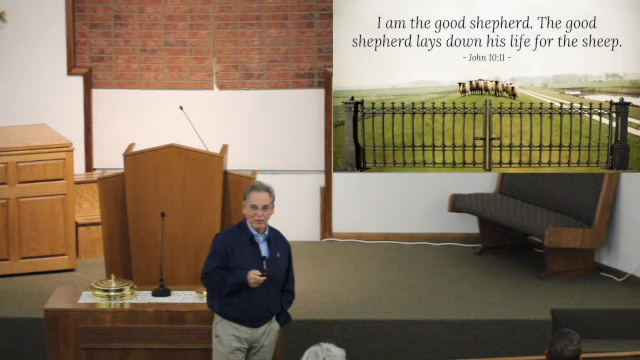 I am the good shepherd. The good
shepherd lays down his life for the sheep.
- John 10:11 -